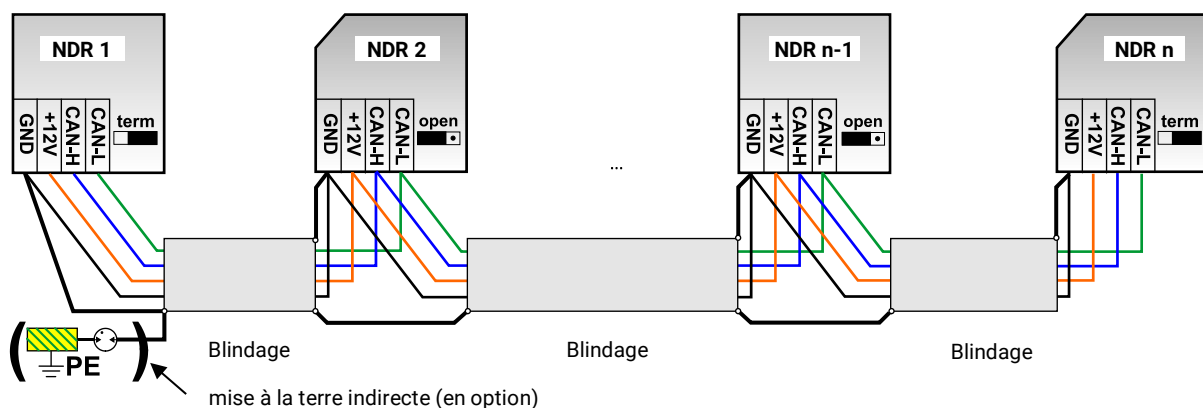 NDR 1
NDR 2
NDR n-1
NDR n
GND
+12V
CAN-H
CAN-L
term
GND
+12V
CAN-H
CAN-L
open
GND
+12V
CAN-H
CAN-L
open
GND
+12V
CAN-H
CAN-L
term
...
PE
Blindage
Blindage
Blindage
mise à la terre indirecte (en option)